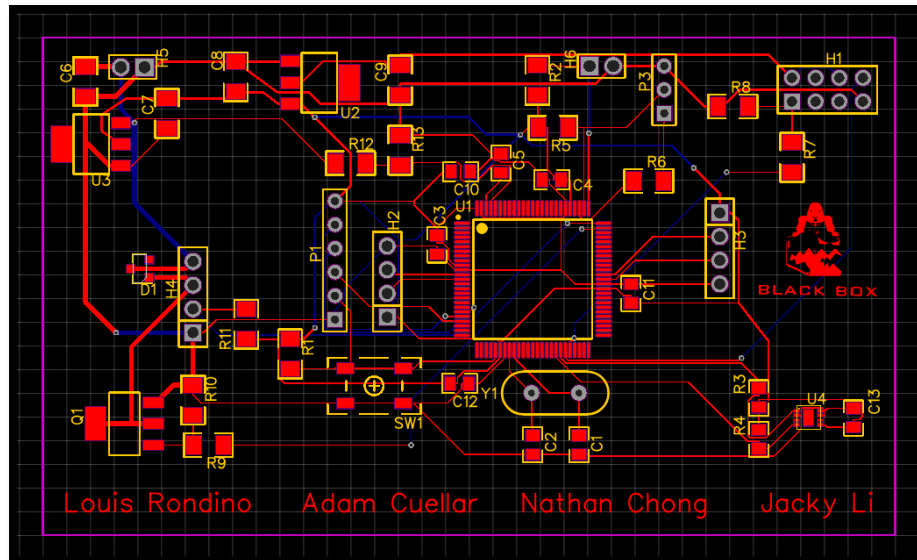 C6
H5
C8
U2
C9
R2
H6
P3
R8
H1
C7
U3
R12
R13
R5
R7
C10
C5
C4
R6
U1
P1
H2
C3
H3
BLACK BOX
D1
H4
C11
R11
R1
SW1
C12
Y1
R3
R4
U4
C13
Q1
R10
R9
C2
C1
Louis Rondino Adam Cuellar Nathan Chong Jacky Li